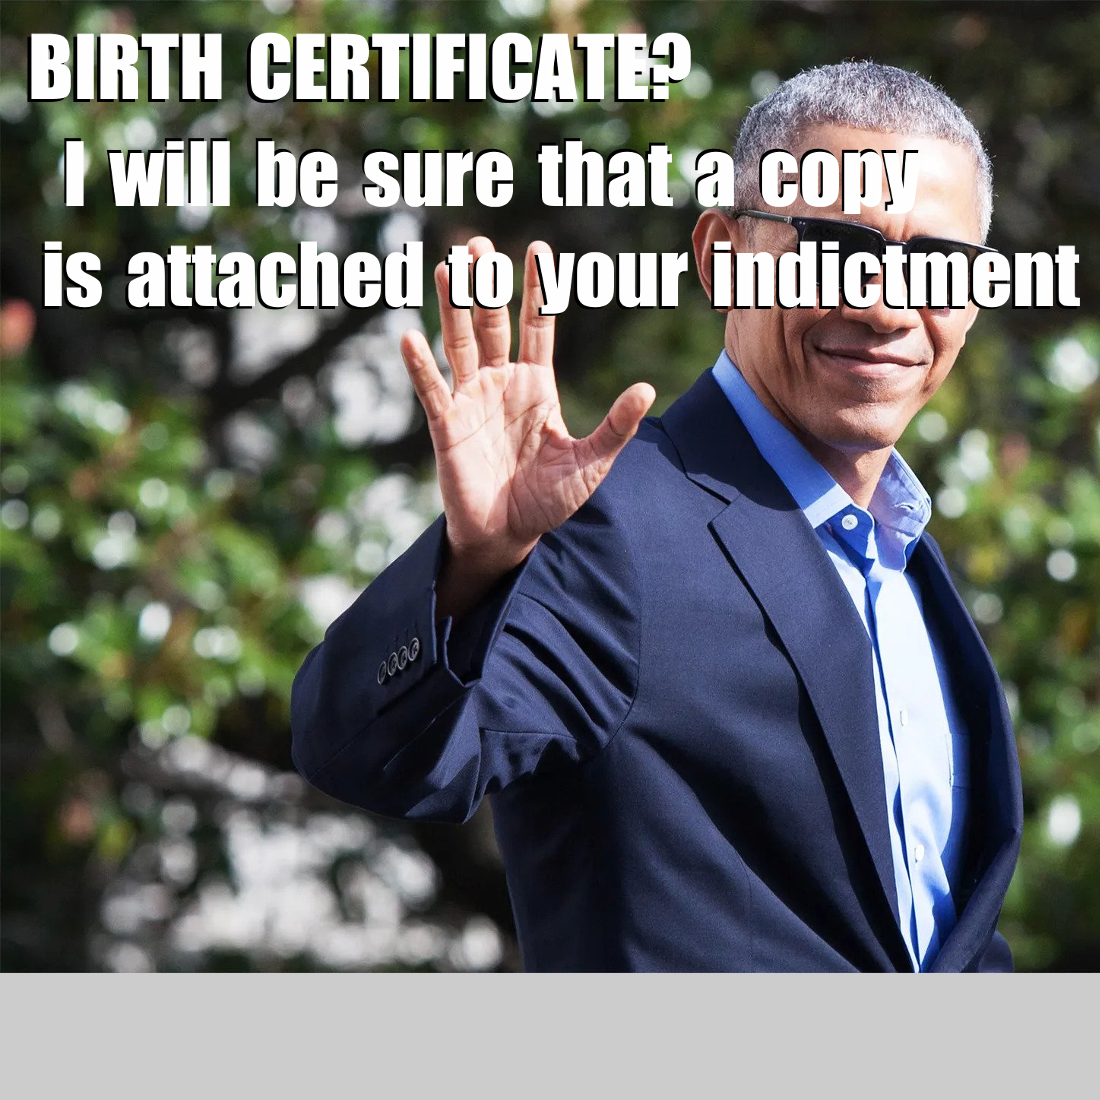 BIRTH CERTIFICATE?
I will be sure that a copy
is attached to your indictment